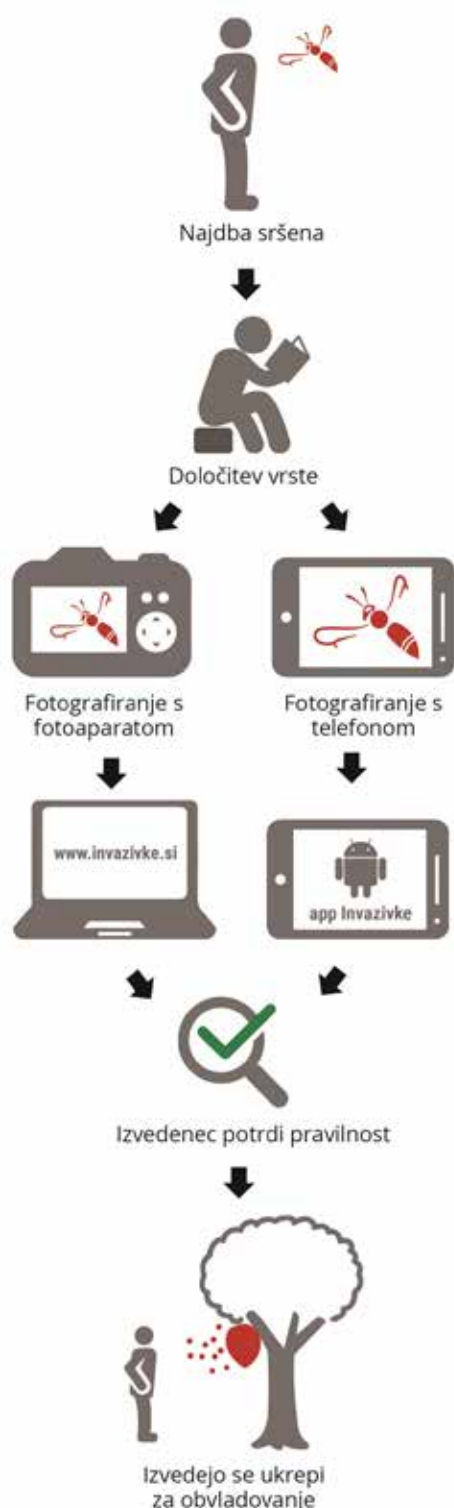 Najdba sršena
Določitev vrste
Fotografiranje s
fotoaparatom
Fotografiranje s
telefonom
www.invazivke.si
app Invazivke
Izvedenec potrdi pravilnost
Izvedejo se ukrepi
za obvladovanje